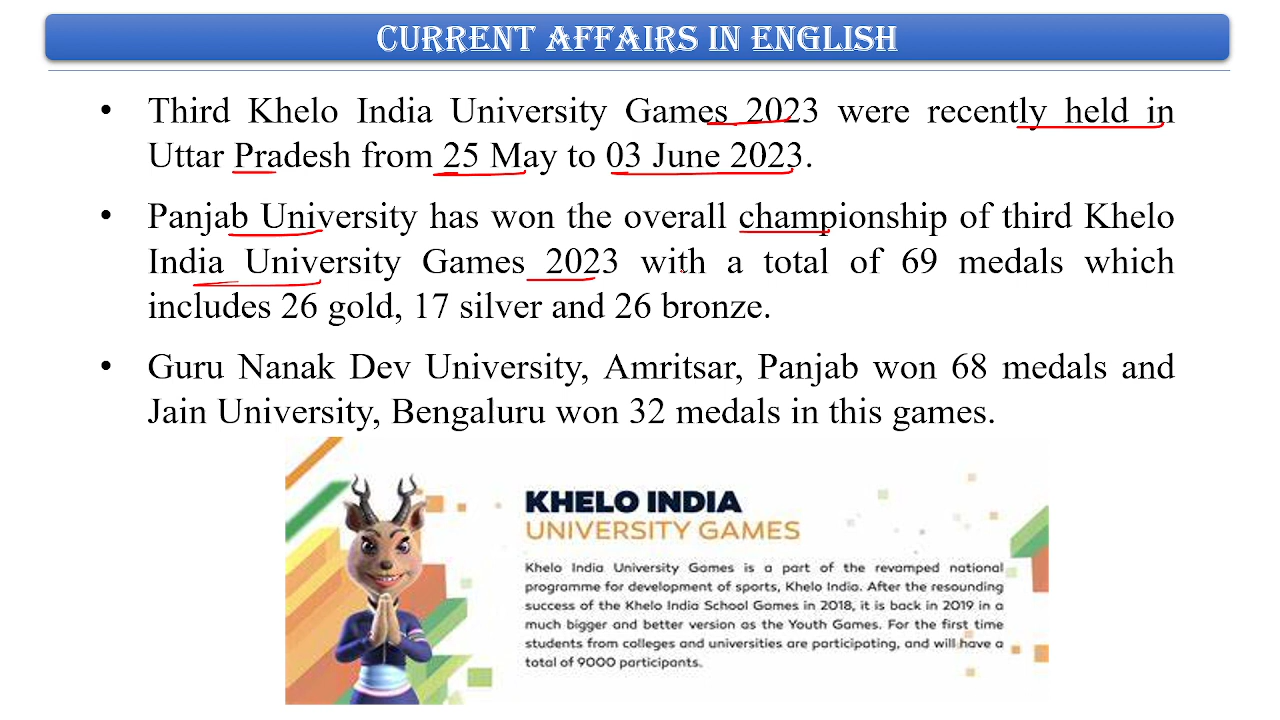 CURRENT AFFAIRS IN ENGLISH
• Third Khelo India University Games 2023 were recently held in
Uttar Pradesh from 25 May to 03 June 2023.
• Panjab University has won the overall championship of third Khelo
India University Games 2023 with a total of 69 medals which
includes 26 gold, 17 silver and 26 bronze.
• Guru Nanak Dev University, Amritsar, Panjab won 68 medals and
Jain University, Bengaluru won 32 medals in this games.
KHELO INDIA
UNIVERSITY GAMES
Khelo India University Games is a part of the revamped national
programme for development of sports, Khelo India. After the resounding
success of the Khelo India School Games in 2018, it is back in 2019 in a
much bigger and better version as the Youth Games. For the first time
students from colleges and universities are participating, and will have a
total of 9000 participants.